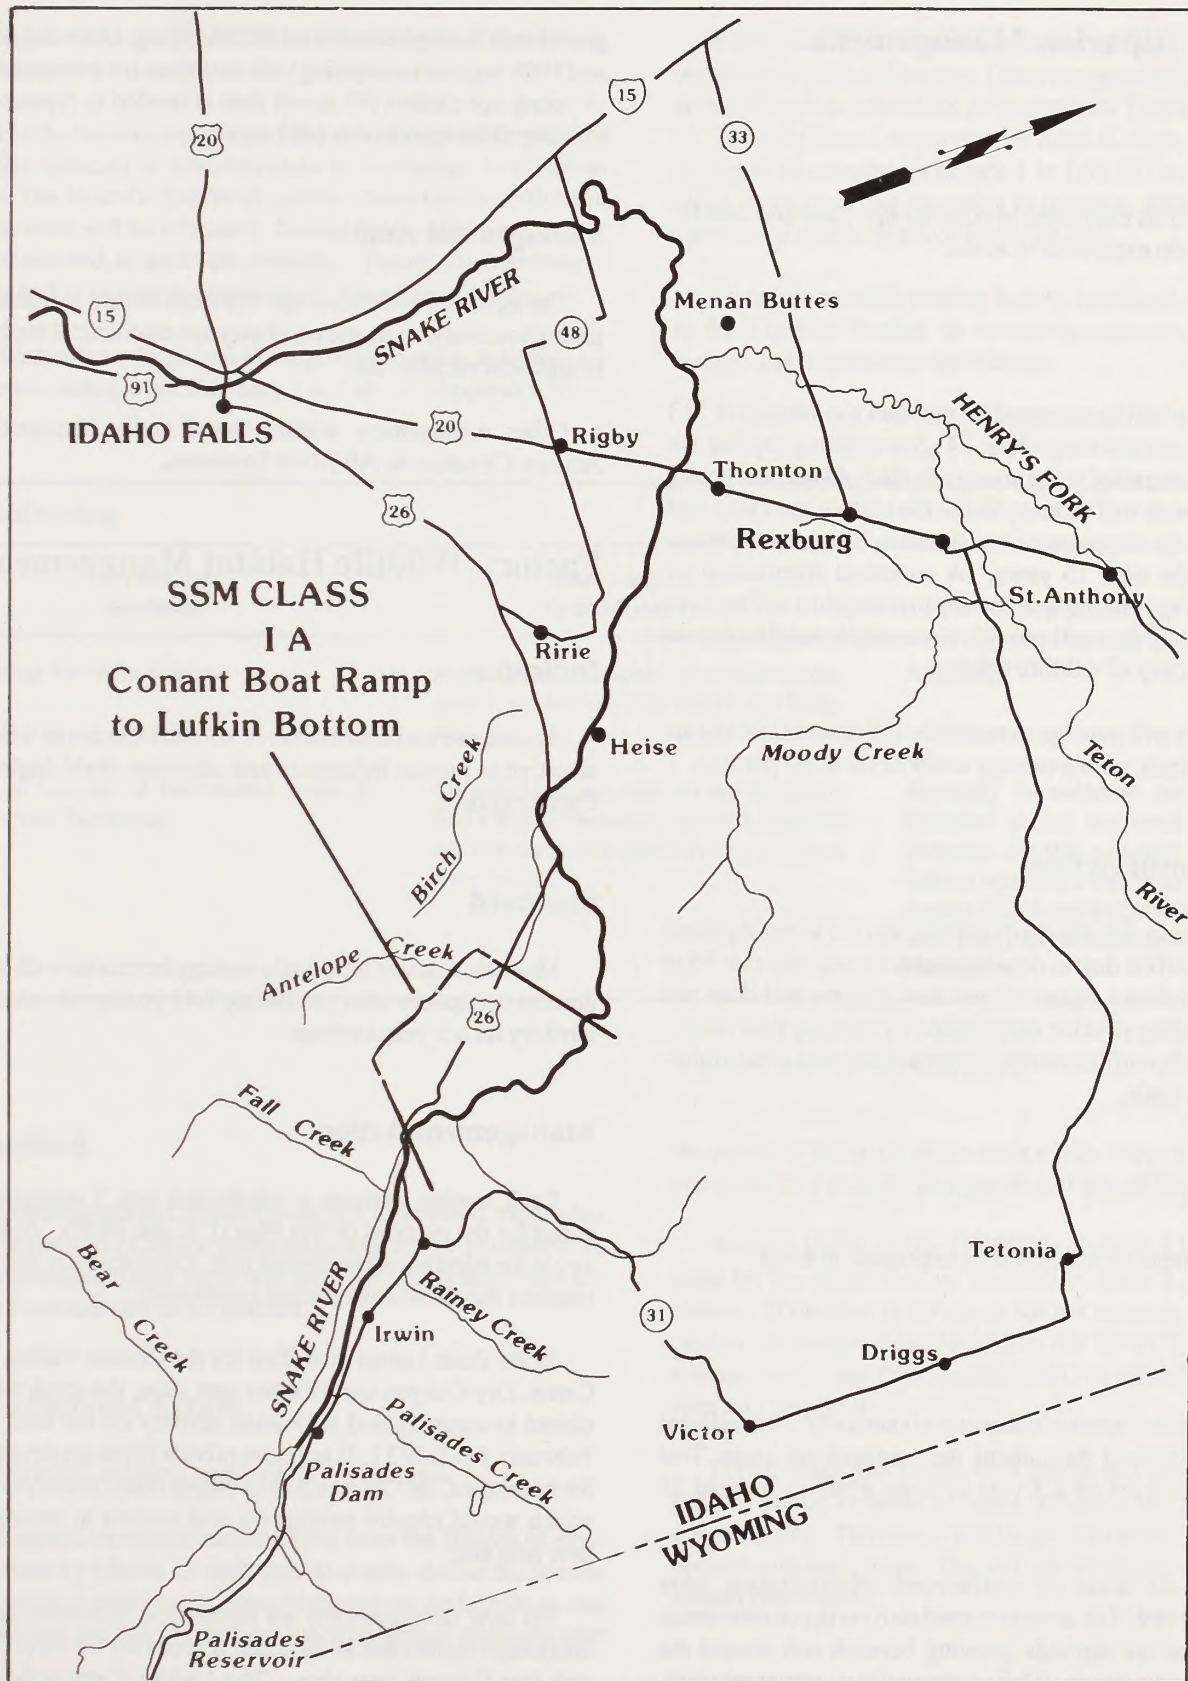 15
33
20
SNAKE RIVER
Menan Buttes
15
48
91
HENRY'S FORK
IDAHO FALLS
20
Rigby
Thornton
26
Rexburg
St. Anthony
SSM CLASS
I A
Conant Boat Ramp
to Lufkin Bottom
Ririe
Heise
Moody Creek
Birch Creek
Teton River
Antelope Creek
26
Fall Creek
Bear Creek
SNAKE RIVER
Rainey Creek
Irwin
31
Tetonia
Driggs
Victor
Palisades Creek
Palisades
Dam
IDAHO
WYOMING
Palisades
Reservoir